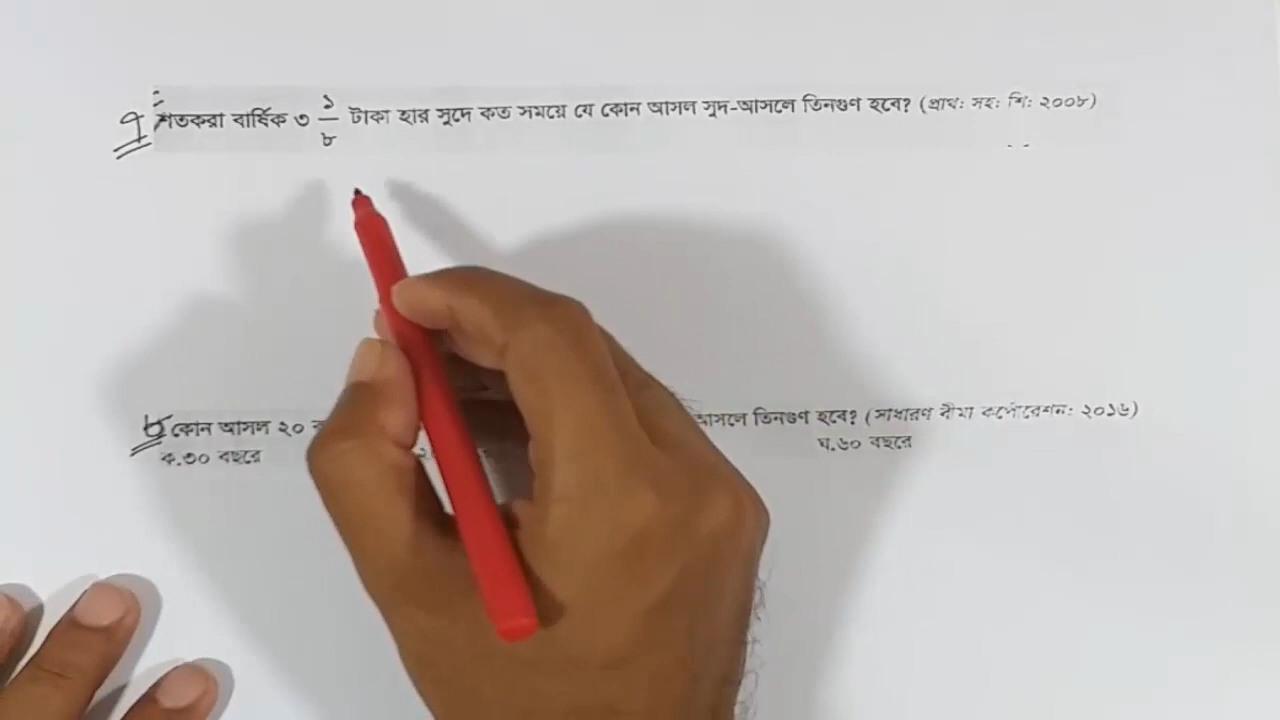 ৭ শতকরা বার্ষিক ৩ ১/৮ টাকা হার সুদে কত সময়ে যে কোন আসল সুদ-আসলে তিনগুণ হবে? (প্রাথ: সহ: শি: ২০০৮)
৮ কোন আসল ২০ আসলে তিনগুণ হবে? (সাধারণ বীমা কর্পোরেশন: ২০১৬)
ক.৩০ বছরে ঘ.৬০ বছরে